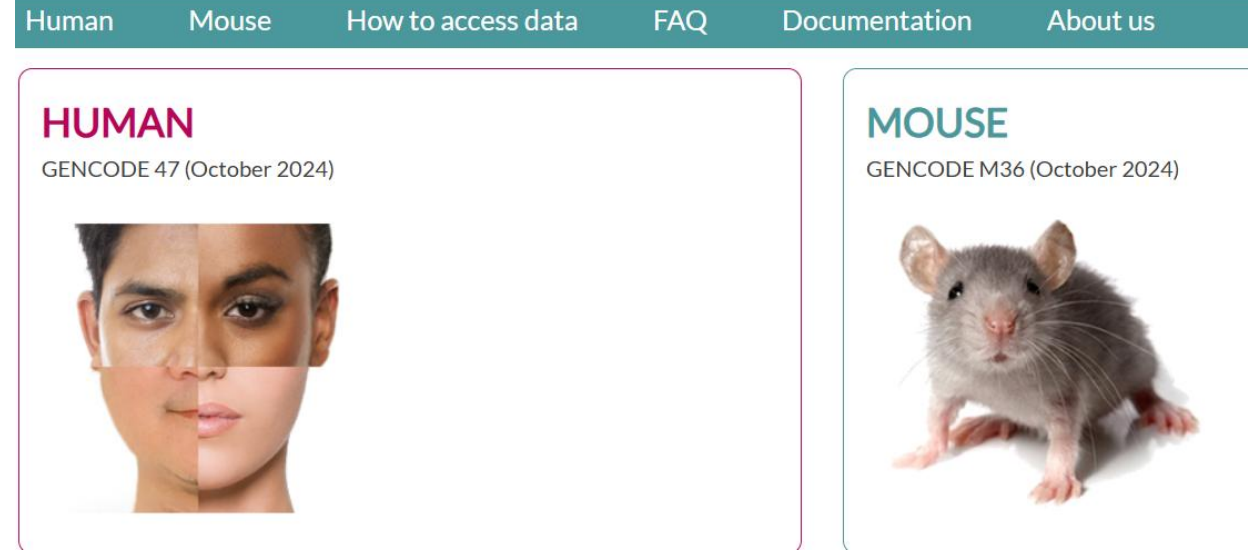 Human Mouse How to access data FAQ Documentation About us
HUMAN
GENCODE 47 (October 2024)
MOUSE
GENCODE M36 (October 2024)